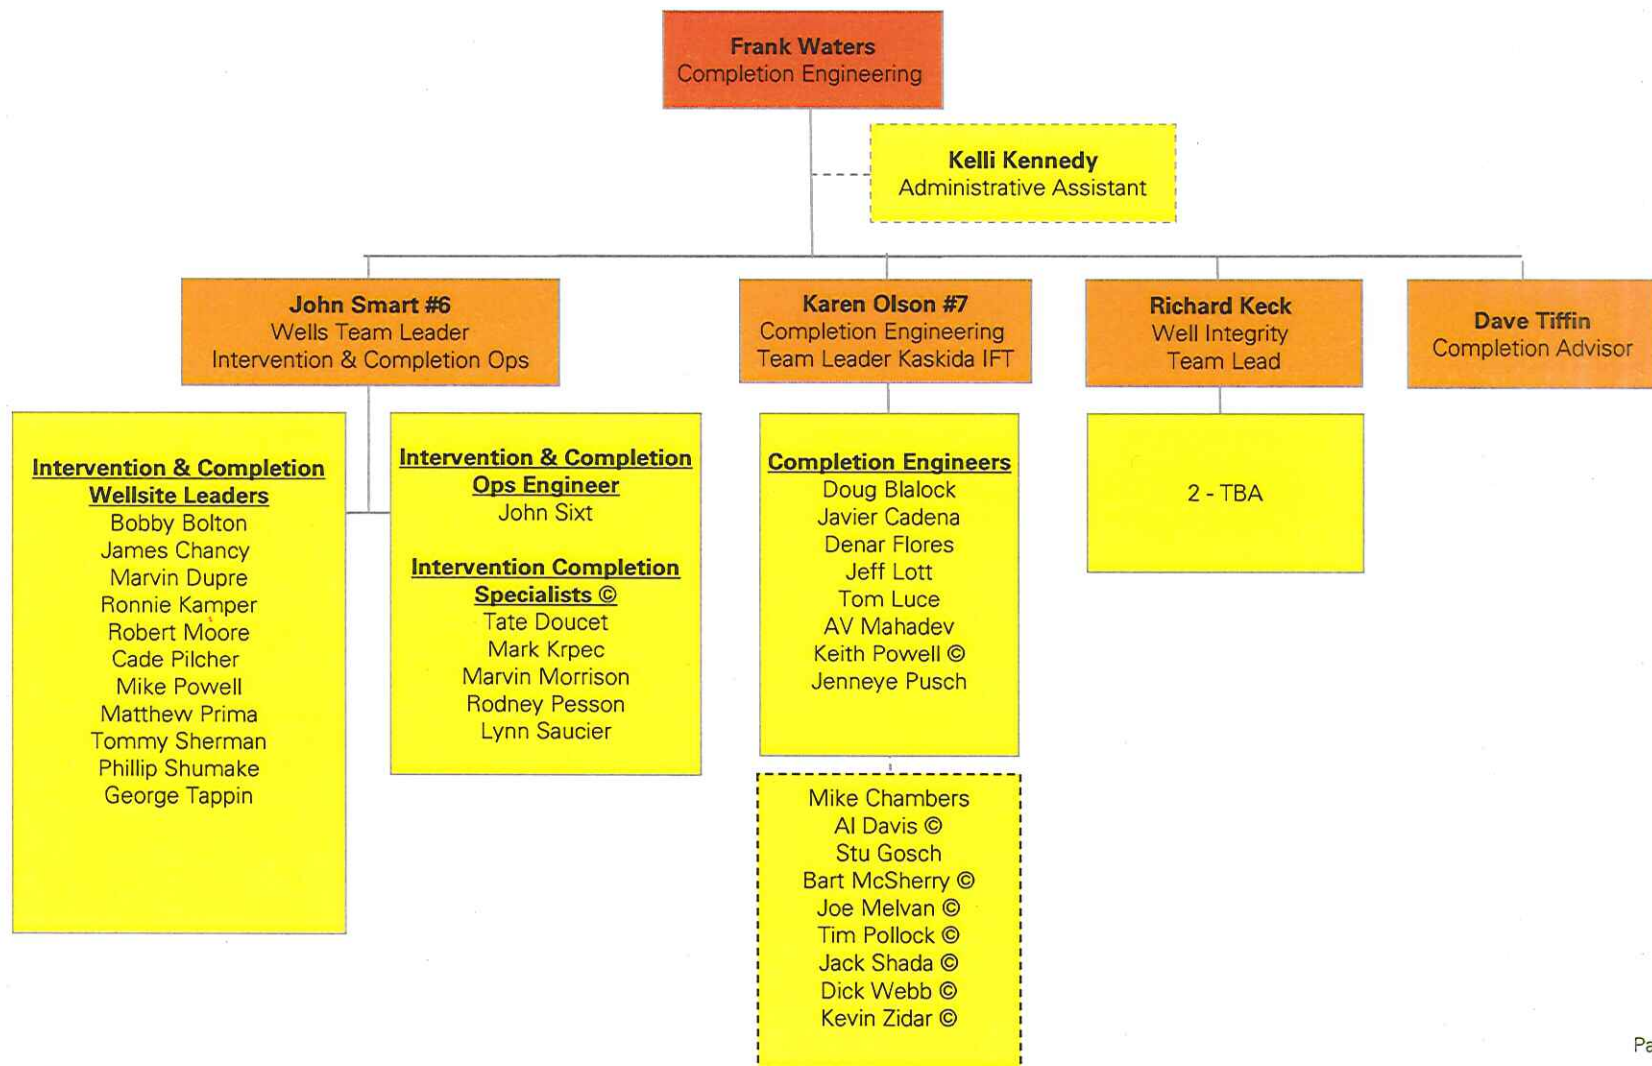 Frank Waters
Completion Engineering
Kelli Kennedy
Administrative Assistant
John Smart #6
Wells Team Leader
Intervention & Completion Ops
Karen Olson #7
Completion Engineering
Team Leader Kaskida IFT
Richard Keck
Well Integrity
Team Lead
Dave Tiffin
Completion Advisor
Intervention & Completion
Wellsite Leaders
Bobby Bolton
James Chancy
Marvin Dupre
Ronnie Kamper
Robert Moore
Cade Pilcher
Mike Powell
Matthew Prima
Tommy Sherman
Phillip Shumake
George Tappin
Intervention & Completion
Ops Engineer
John Sixt
Intervention Completion
Specialists ©
Tate Doucet
Mark Krpec
Marvin Morrison
Rodney Pesson
Lynn Saucier
Completion Engineers
Doug Blalock
Javier Cadena
Denar Flores
Jeff Lott
Tom Luce
AV Mahadev
Keith Powell ©
Jenneye Pusch
Mike Chambers
Al Davis ©
Stu Gosch
Bart McSherry ©
Joe Melvan ©
Tim Pollock ©
Jack Shada ©
Dick Webb ©
Kevin Zidar ©
2 - TBA
Pa